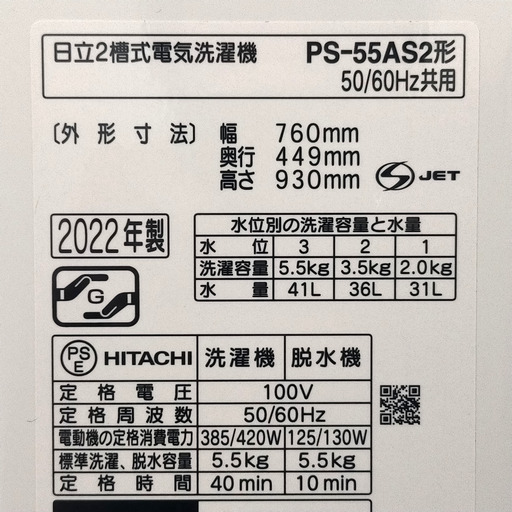 日立2槽式電気洗濯機 PS-55AS2形
50/60Hz共用
〔外形寸法〕幅 760mm
奥行 449mm
高さ 930mm
S JET
2022年製
水位別の洗濯容量と水量
水位 3 2 1
洗濯容量 5.5kg 3.5kg 2.0kg
水量 41L 36L 31L
G
PS E HITACHI 洗濯機 脱水機
定格電圧 100V
定格周波数 50/60Hz
電動機の定格消費電力 385/420W 125/130W
標準洗濯、脱水容量 5.5kg 5.5kg
定格時間 40min 10min